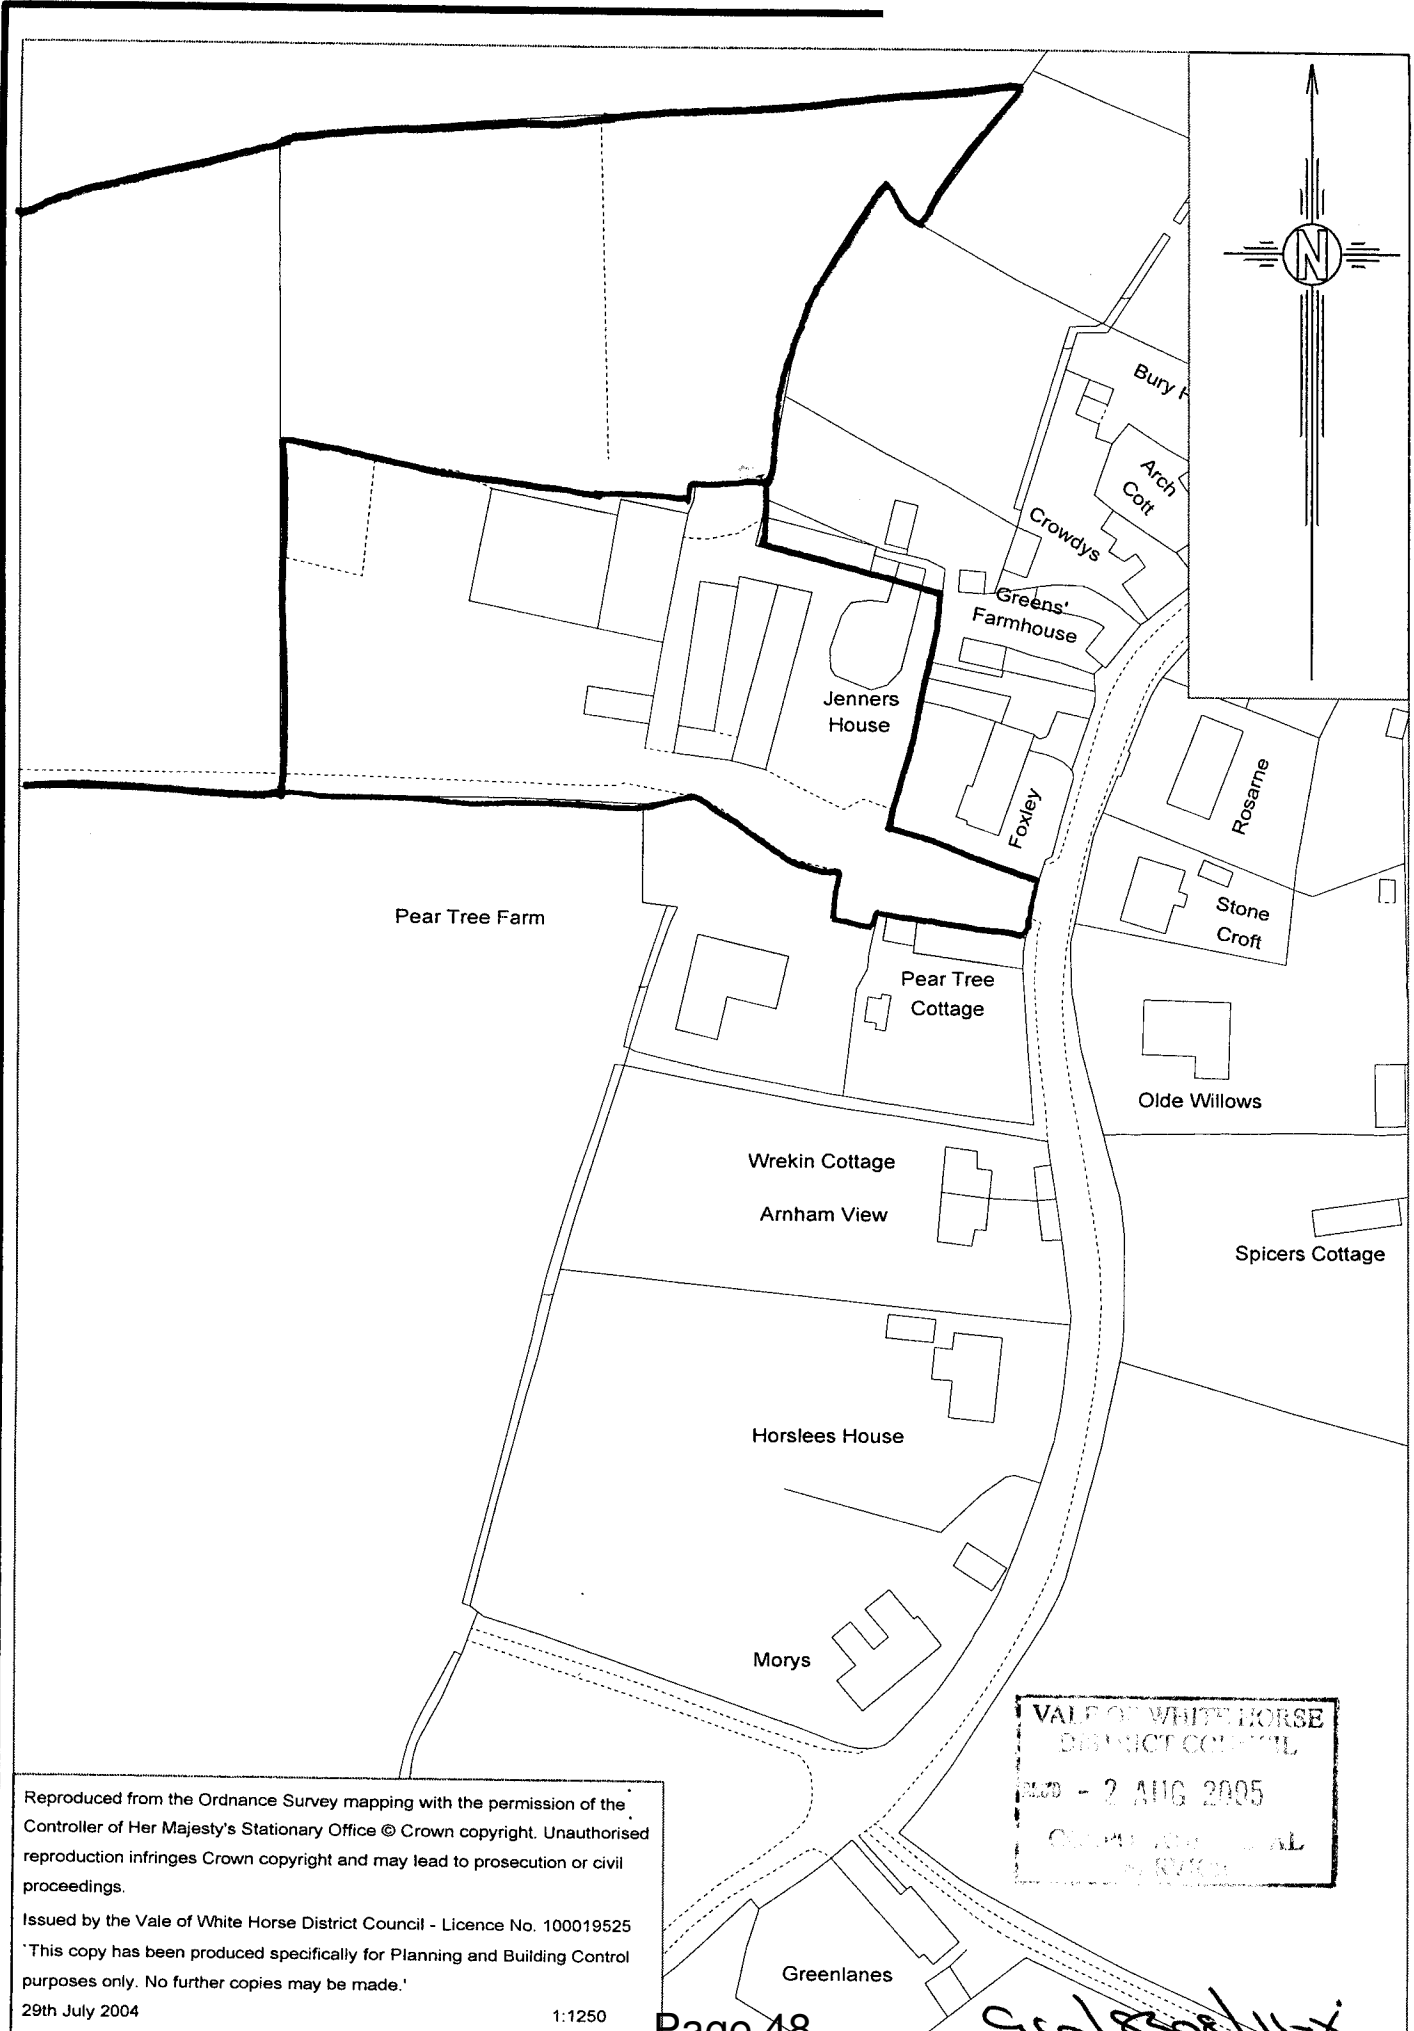 N
Bury
Arch
Cott
Crowdys
Greens'
Farmhouse
Jenners
House
Foxley
Rosarne
Stone
Croft
Pear Tree Farm
Pear Tree
Cottage
Olde Willows
Wrekin Cottage
Arnham View
Spicers Cottage
Horslees House
Morys
VALE OF WHITE HORSE
DISTRICT COUNCIL
- 2 AUG 2005
Reproduced from the Ordnance Survey mapping with the permission of the
Controller of Her Majesty's Stationary Office © Crown copyright. Unauthorised
reproduction infringes Crown copyright and may lead to prosecution or civil
proceedings.
Issued by the Vale of White Horse District Council - Licence No. 100019525
'This copy has been produced specifically for Planning and Building Control
purposes only. No further copies may be made.'
29th July 2004
1:1250
Greenlanes
Page 48